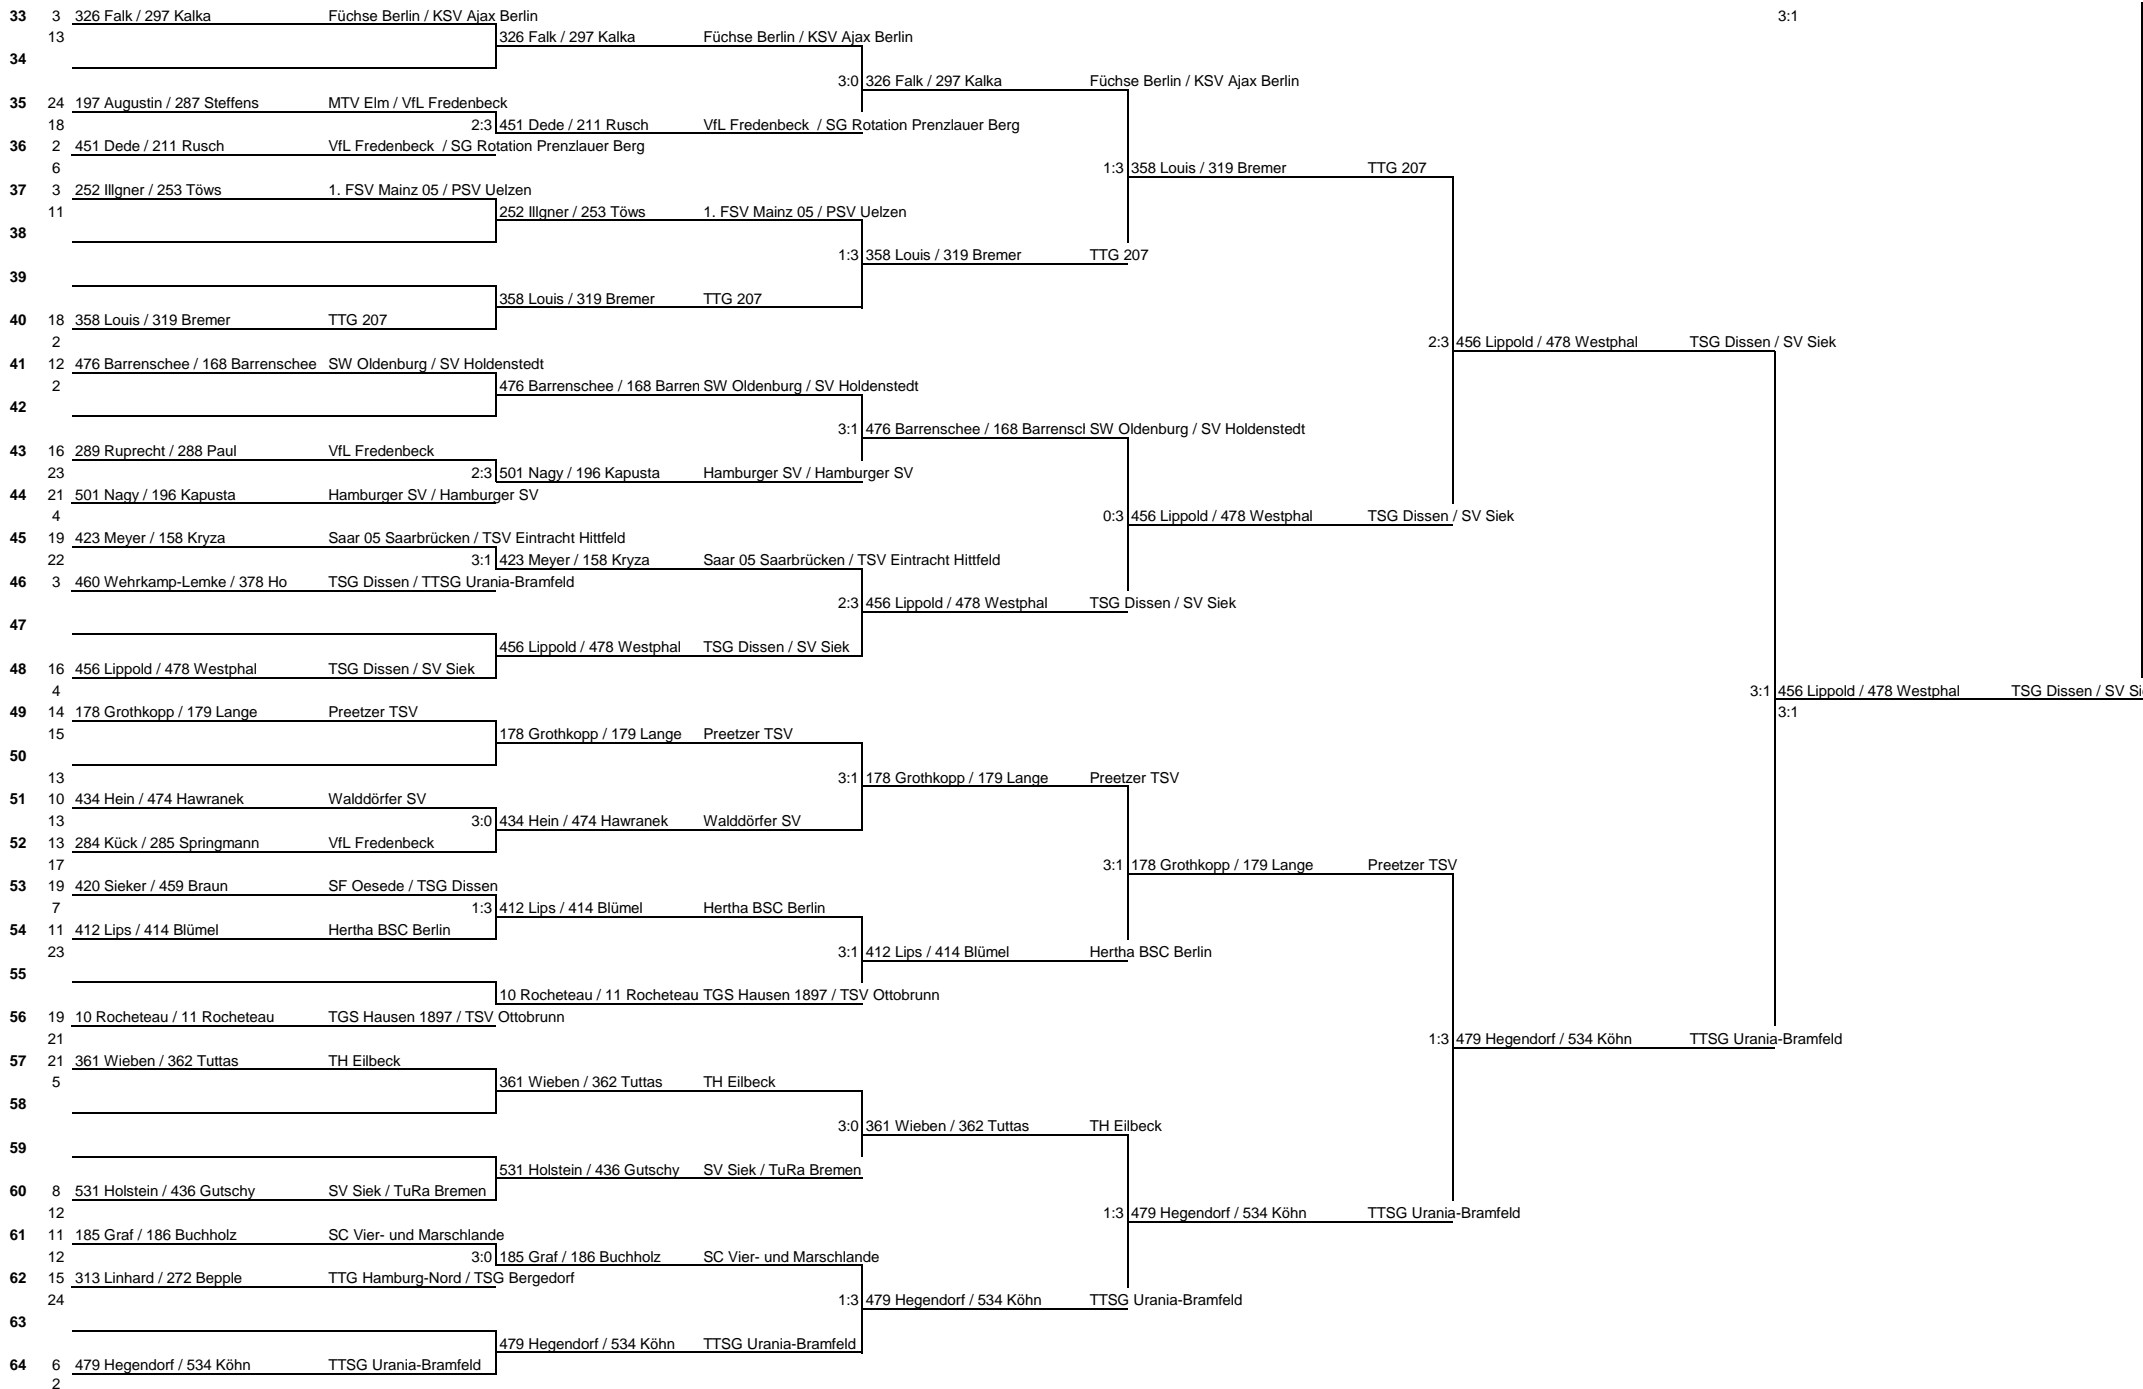 33 3 326 Falk / 297 Kalka Füchse Berlin / KSV Ajax Berlin 3:1
13 326 Falk / 297 Kalka Füchse Berlin / KSV Ajax Berlin
34
3:0 326 Falk / 297 Kalka Füchse Berlin / KSV Ajax Berlin
35 24 197 Augustin / 287 Steffens MTV Elm / VfL Fredenbeck
18 2:3 451 Dede / 211 Rusch VfL Fredenbeck / SG Rotation Prenzlauer Berg
36 2 451 Dede / 211 Rusch VfL Fredenbeck / SG Rotation Prenzlauer Berg
6 1:3 358 Louis / 319 Bremer TTG 207
37 3 252 Illgner / 253 Töws 1. FSV Mainz 05 / PSV Uelzen
11 252 Illgner / 253 Töws 1. FSV Mainz 05 / PSV Uelzen
38
1:3 358 Louis / 319 Bremer TTG 207
39
358 Louis / 319 Bremer TTG 207
40 18 358 Louis / 319 Bremer TTG 207
2 2:3 456 Lippold / 478 Westphal TSG Dissen / SV Siek
41 12 476 Barrenschee / 168 Barrenschee SW Oldenburg / SV Holdenstedt
2 476 Barrenschee / 168 Barren SW Oldenburg / SV Holdenstedt
42
3:1 476 Barrenschee / 168 Barrenscl SW Oldenburg / SV Holdenstedt
43 16 289 Ruprecht / 288 Paul VfL Fredenbeck
23 2:3 501 Nagy / 196 Kapusta Hamburger SV / Hamburger SV
44 21 501 Nagy / 196 Kapusta Hamburger SV / Hamburger SV
4 0:3 456 Lippold / 478 Westphal TSG Dissen / SV Siek
45 19 423 Meyer / 158 Kryza Saar 05 Saarbrücken / TSV Eintracht Hittfeld
22 3:1 423 Meyer / 158 Kryza Saar 05 Saarbrücken / TSV Eintracht Hittfeld
46 3 460 Wehrkamp-Lemke / 378 Ho TSG Dissen / TTSG Urania-Bramfeld
2:3 456 Lippold / 478 Westphal TSG Dissen / SV Siek
47
456 Lippold / 478 Westphal TSG Dissen / SV Siek
48 16 456 Lippold / 478 Westphal TSG Dissen / SV Siek
4 3:1 456 Lippold / 478 Westphal TSG Dissen / SV Si
49 14 178 Grothkopp / 179 Lange Preetzer TSV 3:1
15 178 Grothkopp / 179 Lange Preetzer TSV
50
13 3:1 178 Grothkopp / 179 Lange Preetzer TSV
51 10 434 Hein / 474 Hawranek Walddörfer SV
13 3:0 434 Hein / 474 Hawranek Walddörfer SV
52 13 284 Kück / 285 Springmann VfL Fredenbeck
17 3:1 178 Grothkopp / 179 Lange Preetzer TSV
53 19 420 Sieker / 459 Braun SF Oesede / TSG Dissen
7 1:3 412 Lips / 414 Blümel Hertha BSC Berlin
54 11 412 Lips / 414 Blümel Hertha BSC Berlin
23 3:1 412 Lips / 414 Blümel Hertha BSC Berlin
55
10 Rocheteau / 11 Rocheteau TGS Hausen 1897 / TSV Ottobrunn
56 19 10 Rocheteau / 11 Rocheteau TGS Hausen 1897 / TSV Ottobrunn
21 1:3 479 Hegendorf / 534 Köhn TTSG Urania-Bramfeld
57 21 361 Wieben / 362 Tuttas TH Eilbeck
5 361 Wieben / 362 Tuttas TH Eilbeck
58
3:0 361 Wieben / 362 Tuttas TH Eilbeck
59
531 Holstein / 436 Gutschy SV Siek / TuRa Bremen
60 8 531 Holstein / 436 Gutschy SV Siek / TuRa Bremen
12 1:3 479 Hegendorf / 534 Köhn TTSG Urania-Bramfeld
61 11 185 Graf / 186 Buchholz SC Vier- und Marschlande
12 3:0 185 Graf / 186 Buchholz SC Vier- und Marschlande
62 15 313 Linhard / 272 Bepple TTG Hamburg-Nord / TSG Bergedorf
24 1:3 479 Hegendorf / 534 Köhn TTSG Urania-Bramfeld
63
479 Hegendorf / 534 Köhn TTSG Urania-Bramfeld
64 6 479 Hegendorf / 534 Köhn TTSG Urania-Bramfeld
2